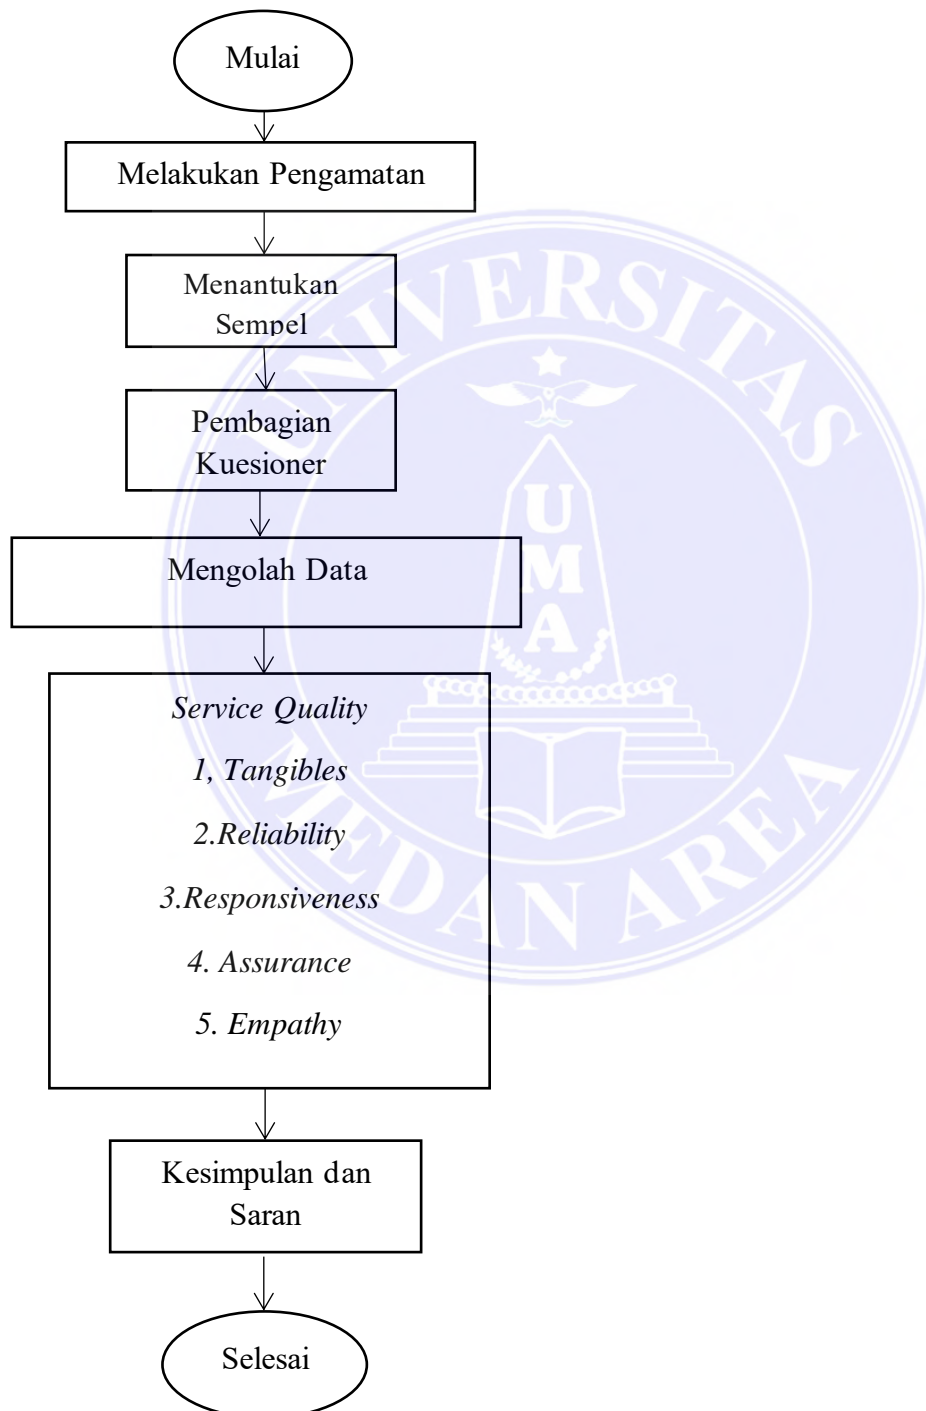 Mulai
Melakukan Pengamatan
Menantukan
Sempel
Pembagian
Kuesioner
Mengolah Data
Service Quality
1, Tangibles
2.Reliability
3.Responsiveness
4. Assurance
5. Empathy
Kesimpulan dan
Saran
Selesai
UNIVERSITAS
UMA
MEDAN AREA